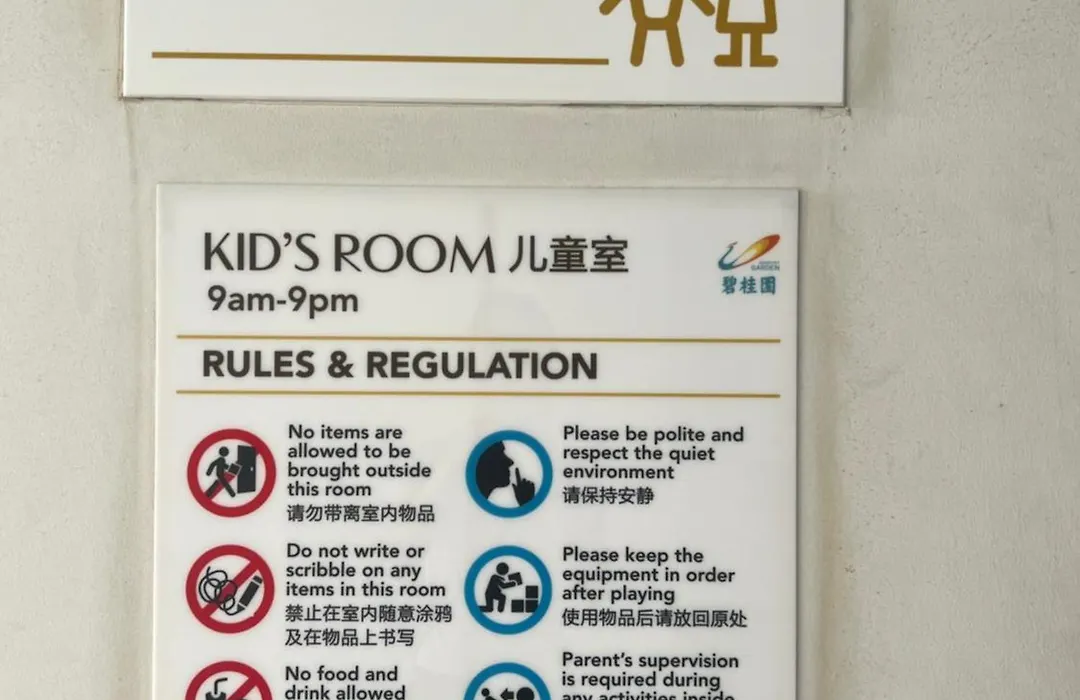 KID'S ROOM 儿童室
9am-9pm
GARDEN
碧桂園
RULES & REGULATION
No items are
allowed to be
brought outside
this room
请勿带离室内物品
Please be polite and
respect the quiet
environment
请保持安静
Do not write or
scribble on any
items in this room
禁止在室内随意涂鸦
及在物品上书写
Please keep the
equipment in order
after playing
使用物品后请放回原处
No food and
drink allowed
Parent's supervision
is required during
any activities inside